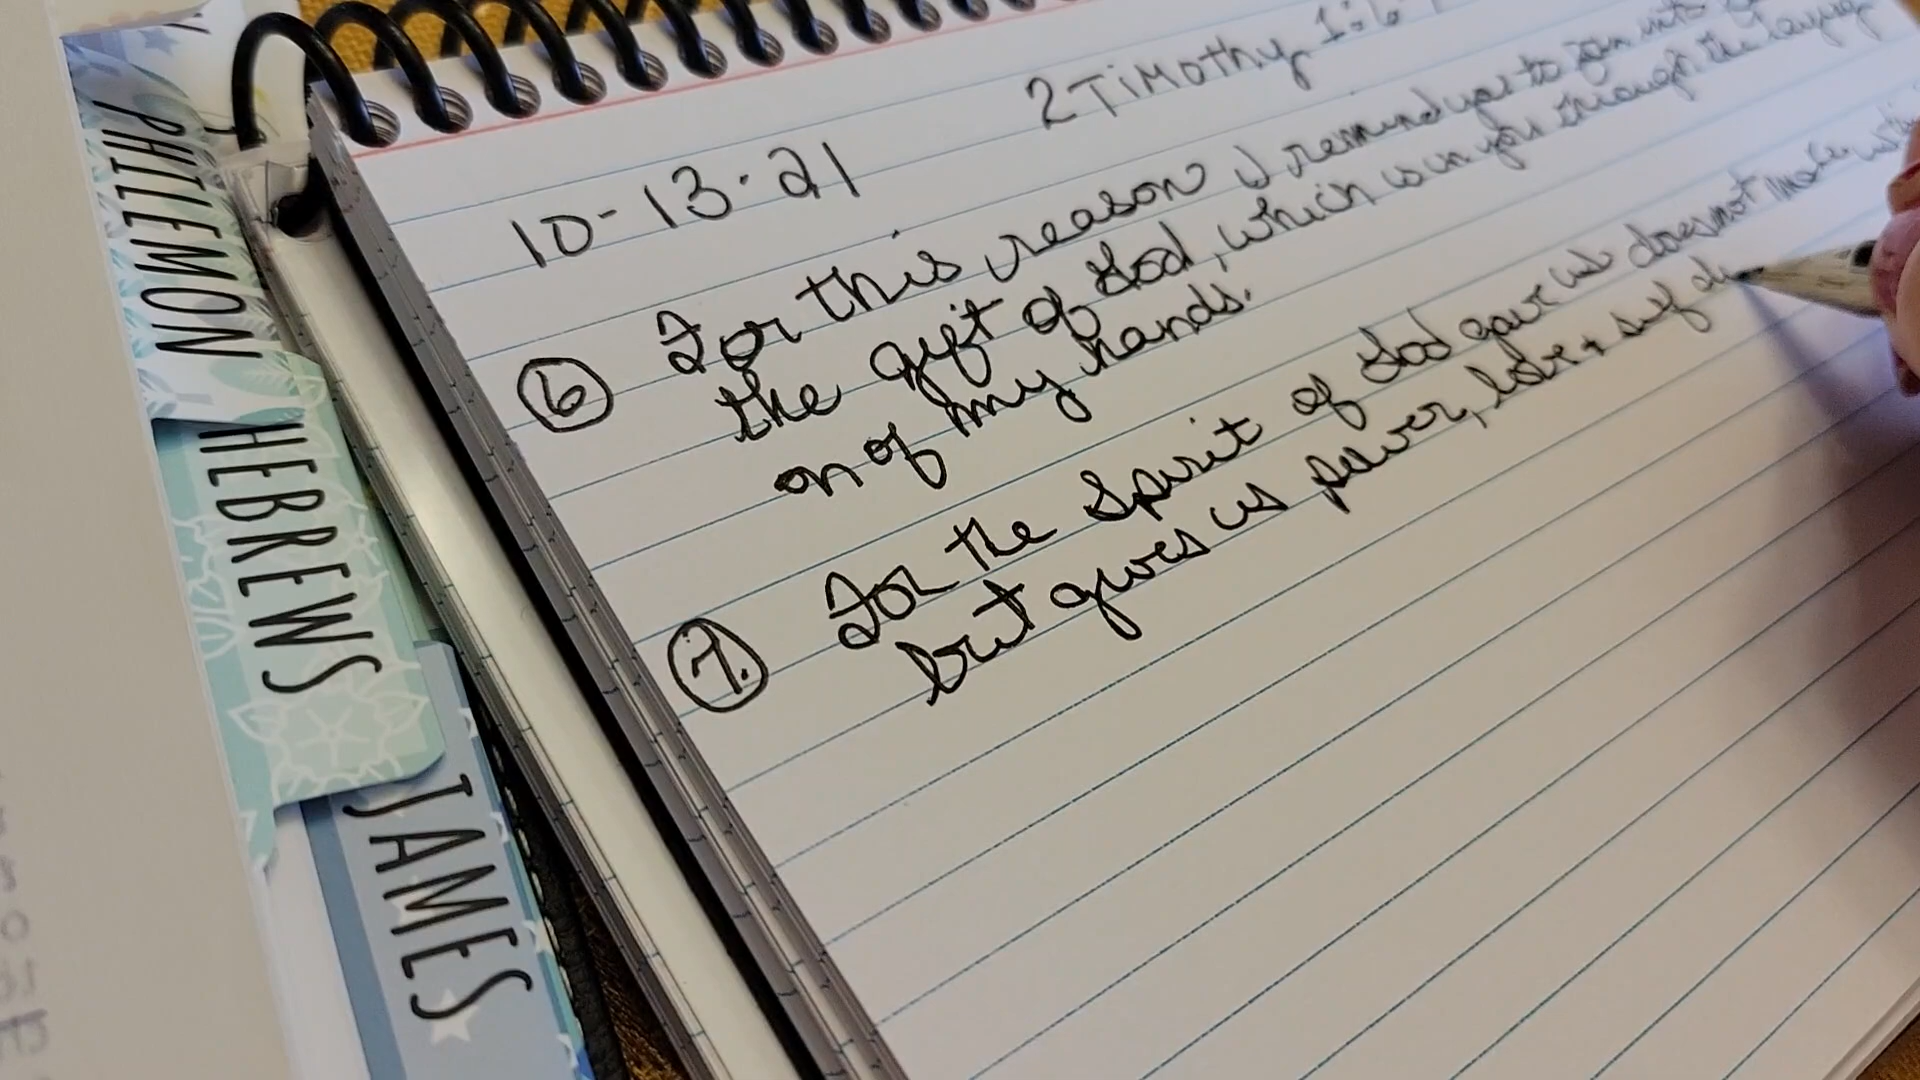 PHILEMON
HEBREWS
JAMES
10-13-21
2 TiMothy 1:6
⑥ For this reason I remind you to fan into
the gift of God, which is in you through the laying
on of my hands.
⑦ For the Spirit of God gave us does not make us
but gives us power, love + self di